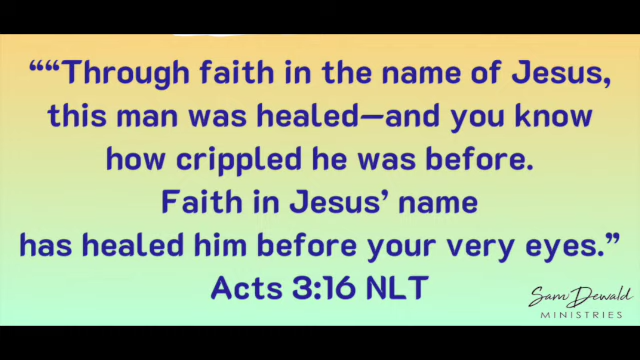 ““Through faith in the name of Jesus,
this man was healed—and you know
how crippled he was before.
Faith in Jesus’ name
has healed him before your very eyes.”
Acts 3:16 NLT
Sam Dewald
MINISTRIES